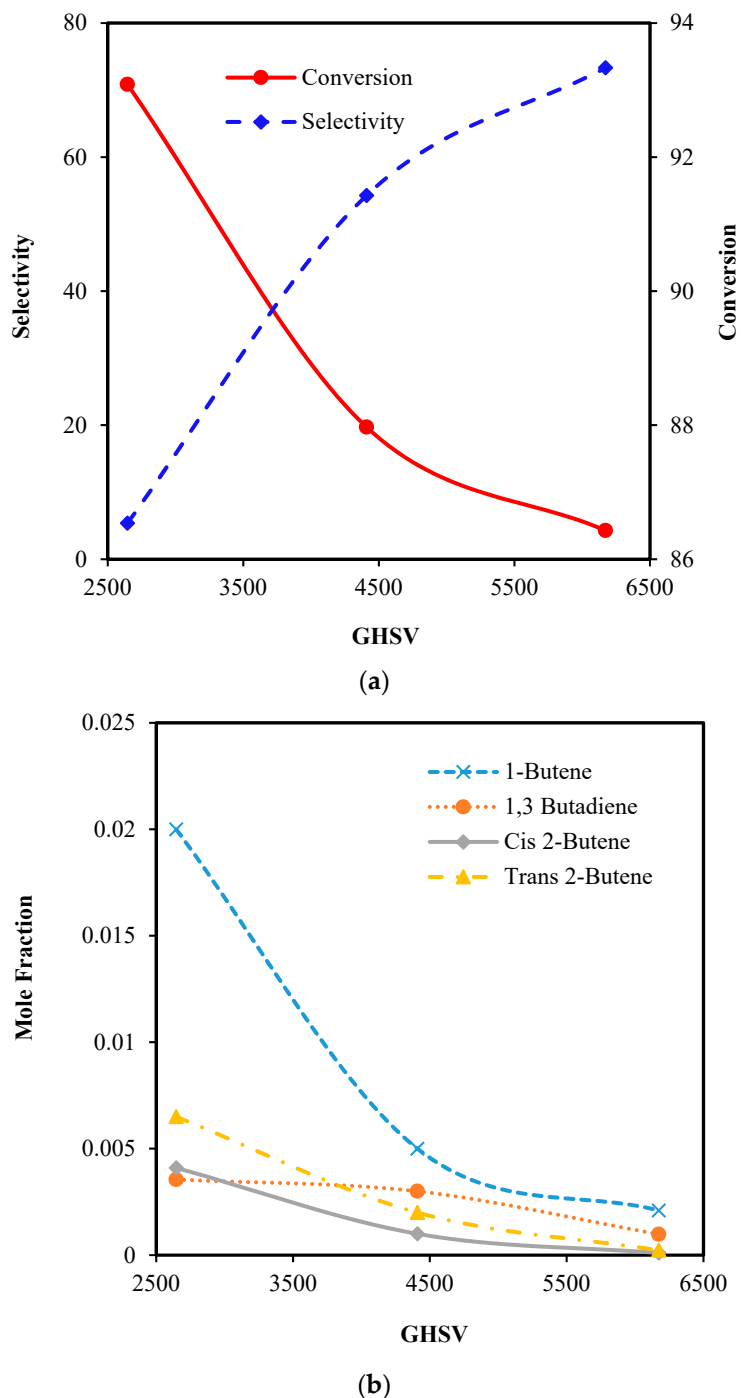 80
60
40
20
0
Selectivity
Conversion
Selectivity
94
92
90
88
86
Conversion
2500 3500 4500 5500 6500
GHSV
(a)
0.025
0.02
0.015
0.01
0.005
0
Mole Fraction
1-Butene
1,3 Butadiene
Cis 2-Butene
Trans 2-Butene
2500 3500 4500 5500 6500
GHSV
(b)